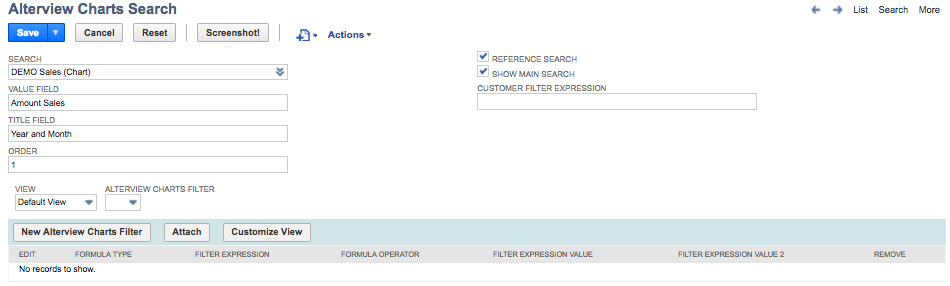 Alterview Charts Search
List Search More
Save Cancel Reset Screenshot! Actions
SEARCH
DEMO Sales (Chart)
VALUE FIELD
Amount Sales
TITLE FIELD
Year and Month
ORDER
1
REFERENCE SEARCH
SHOW MAIN SEARCH
CUSTOMER FILTER EXPRESSION
VIEW ALTERVIEW CHARTS FILTER
Default View
New Alterview Charts Filter Attach Customize View
EDIT FORMULA TYPE FILTER EXPRESSION FORMULA OPERATOR FILTER EXPRESSION VALUE FILTER EXPRESSION VALUE 2 REMOVE
No records to show.